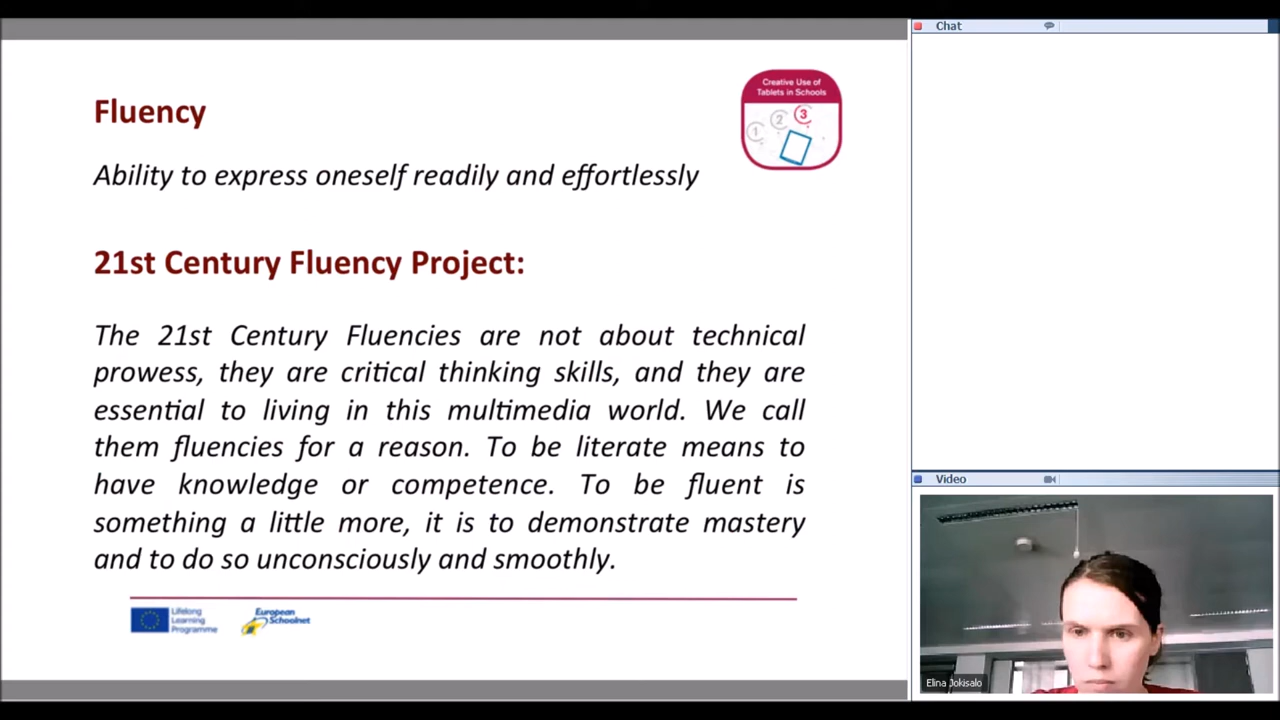 Chat
Creative Use of
Tablets in Schools
1 2 3
Fluency
Ability to express oneself readily and effortlessly
21st Century Fluency Project:
The 21st Century Fluencies are not about technical
prowess, they are critical thinking skills, and they are
essential to living in this multimedia world. We call
them fluencies for a reason. To be literate means to
have knowledge or competence. To be fluent is
something a little more, it is to demonstrate mastery
and to do so unconsciously and smoothly.
Lifelong
Learning
Programme
European
Schoolnet
Video
Elina Jokisalo